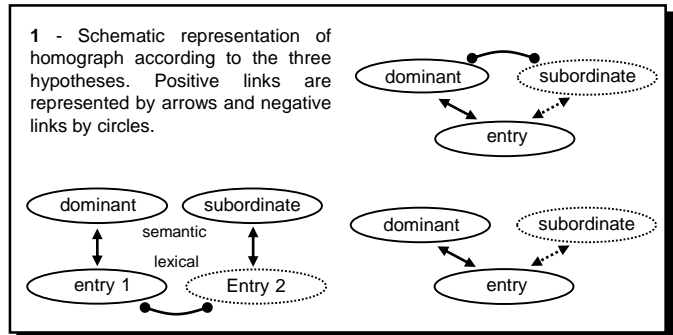 1 - Schematic representation of
homograph according to the three
hypotheses. Positive links are
represented by arrows and negative
links by circles.
dominant subordinate
entry
dominant subordinate
semantic
lexical
entry 1 Entry 2
dominant subordinate
entry